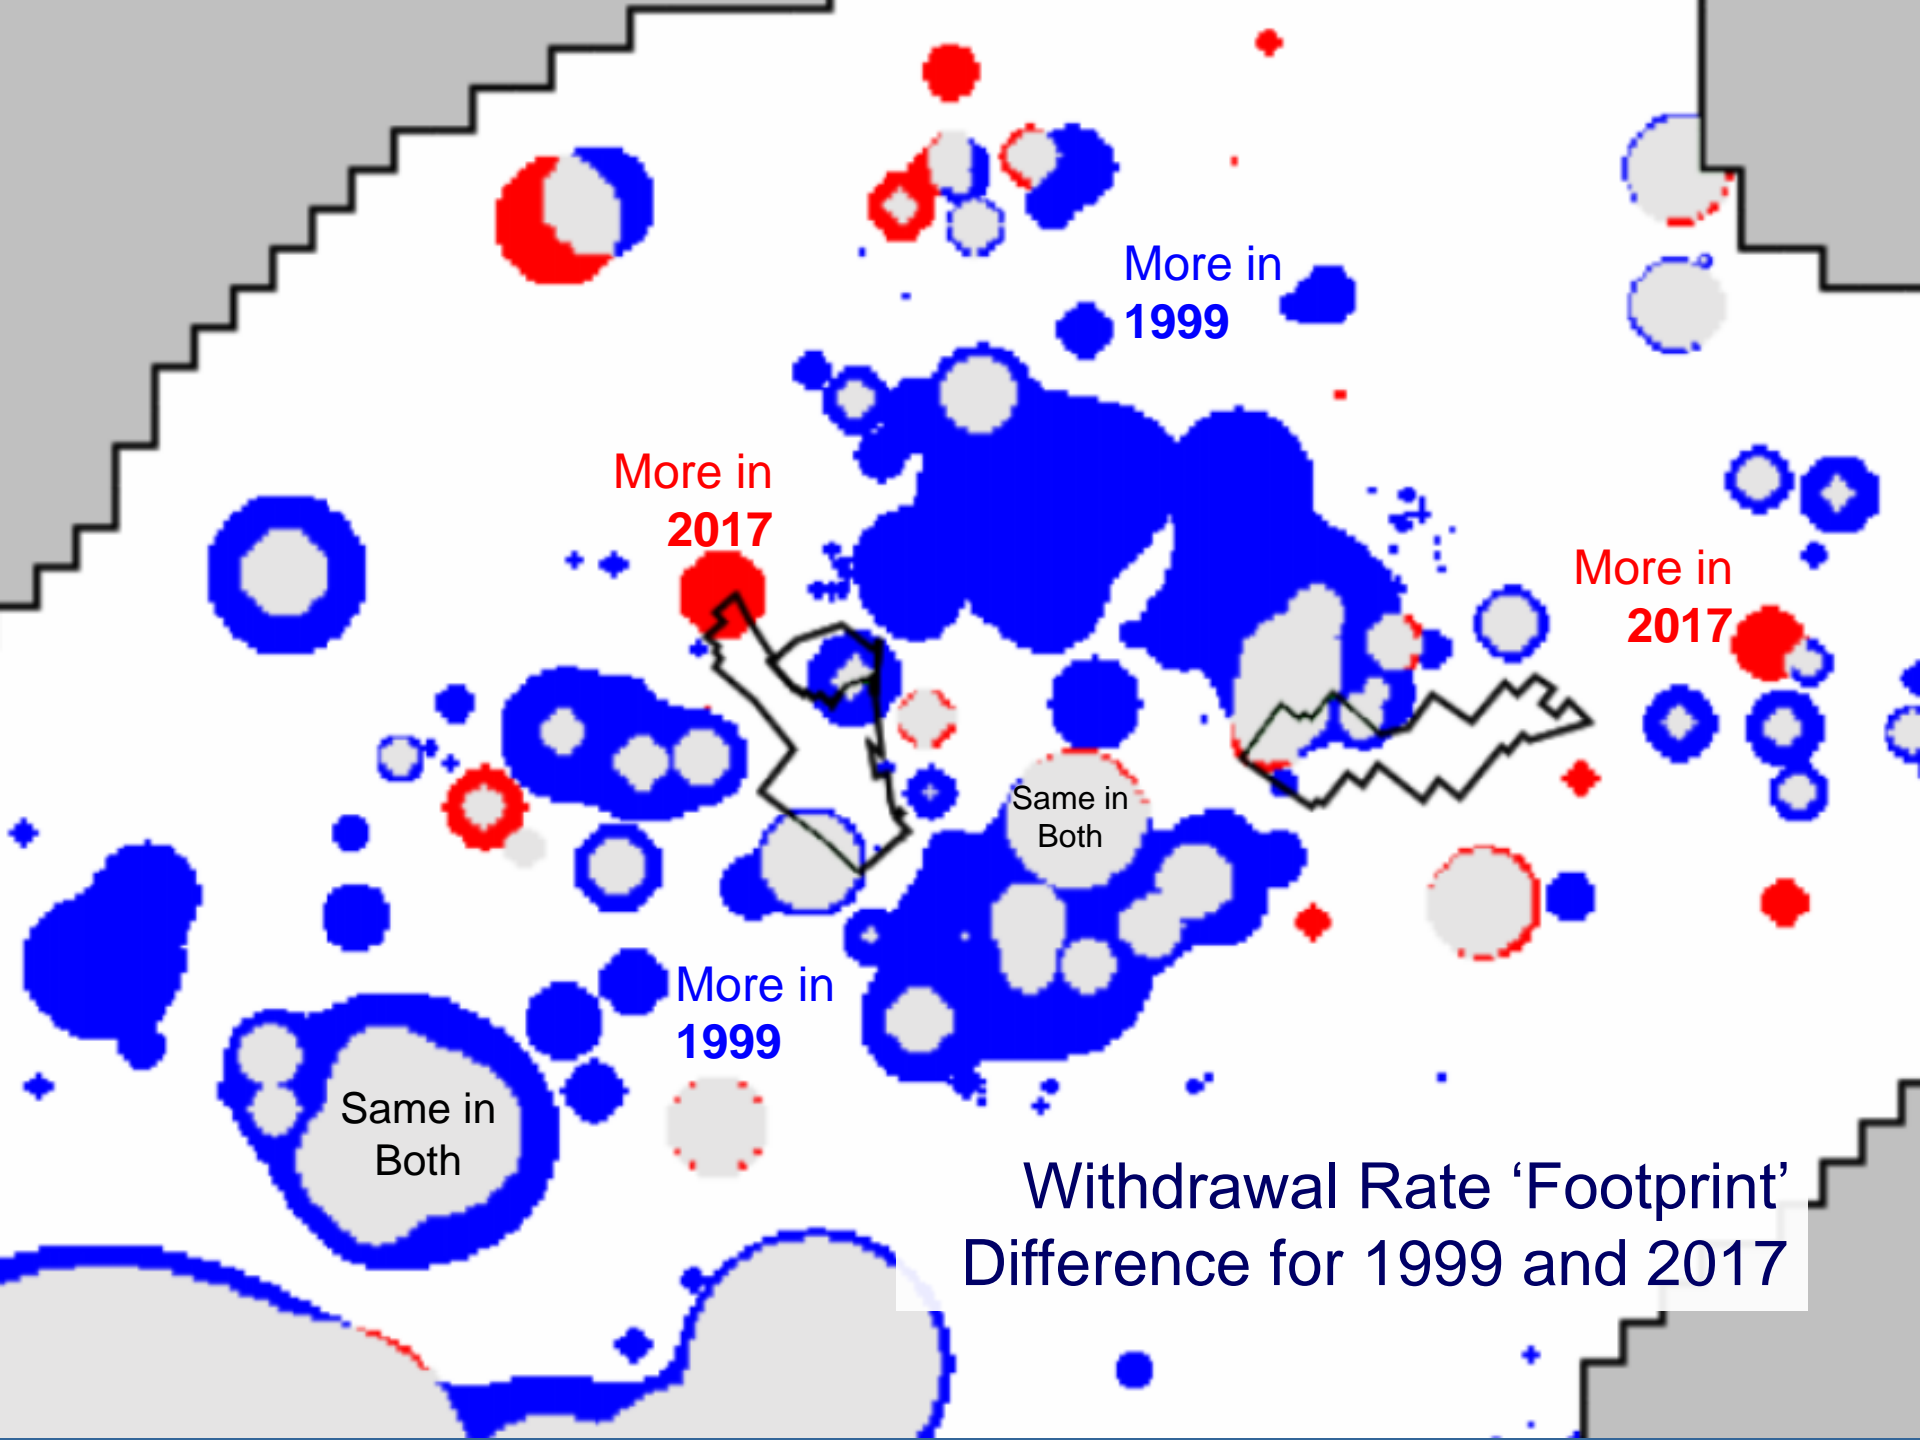 More in
1999
More in
2017
More in
2017
Same in
Both
More in
1999
Same in
Both
Withdrawal Rate ‘Footprint’
Difference for 1999 and 2017